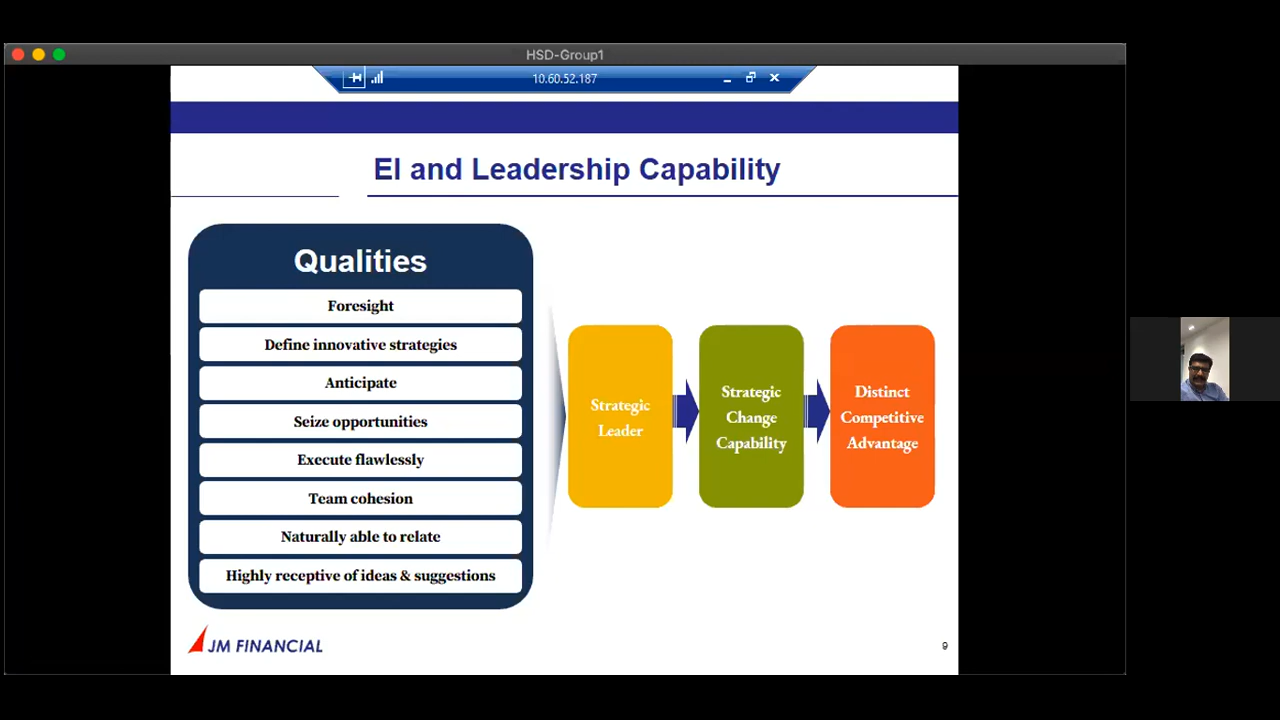 HSD-Group1
10.60.52.187
EI and Leadership Capability
Qualities
Foresight
Define innovative strategies
Anticipate
Seize opportunities
Execute flawlessly
Team cohesion
Naturally able to relate
Highly receptive of ideas & suggestions
Strategic
Leader
Strategic
Change
Capability
Distinct
Competitive
Advantage
JM FINANCIAL
9